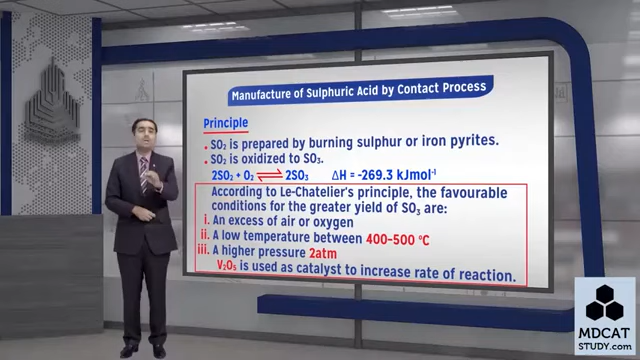 Manufacture of Sulphuric Acid by Contact Process
Principle
• SO₂ is prepared by burning sulphur or iron pyrites.
• SO₂ is oxidized to SO₃.
2SO₂ + O₂ ⇌ 2SO₃ ΔH = -269.3 kJmol⁻¹
According to Le-Chatelier's principle, the favourable
conditions for the greater yield of SO₃ are:
i. An excess of air or oxygen
ii. A low temperature between 400-500 °C
iii. A higher pressure 2atm
V₂O₅ is used as catalyst to increase rate of reaction.
MDCAT
STUDY.com